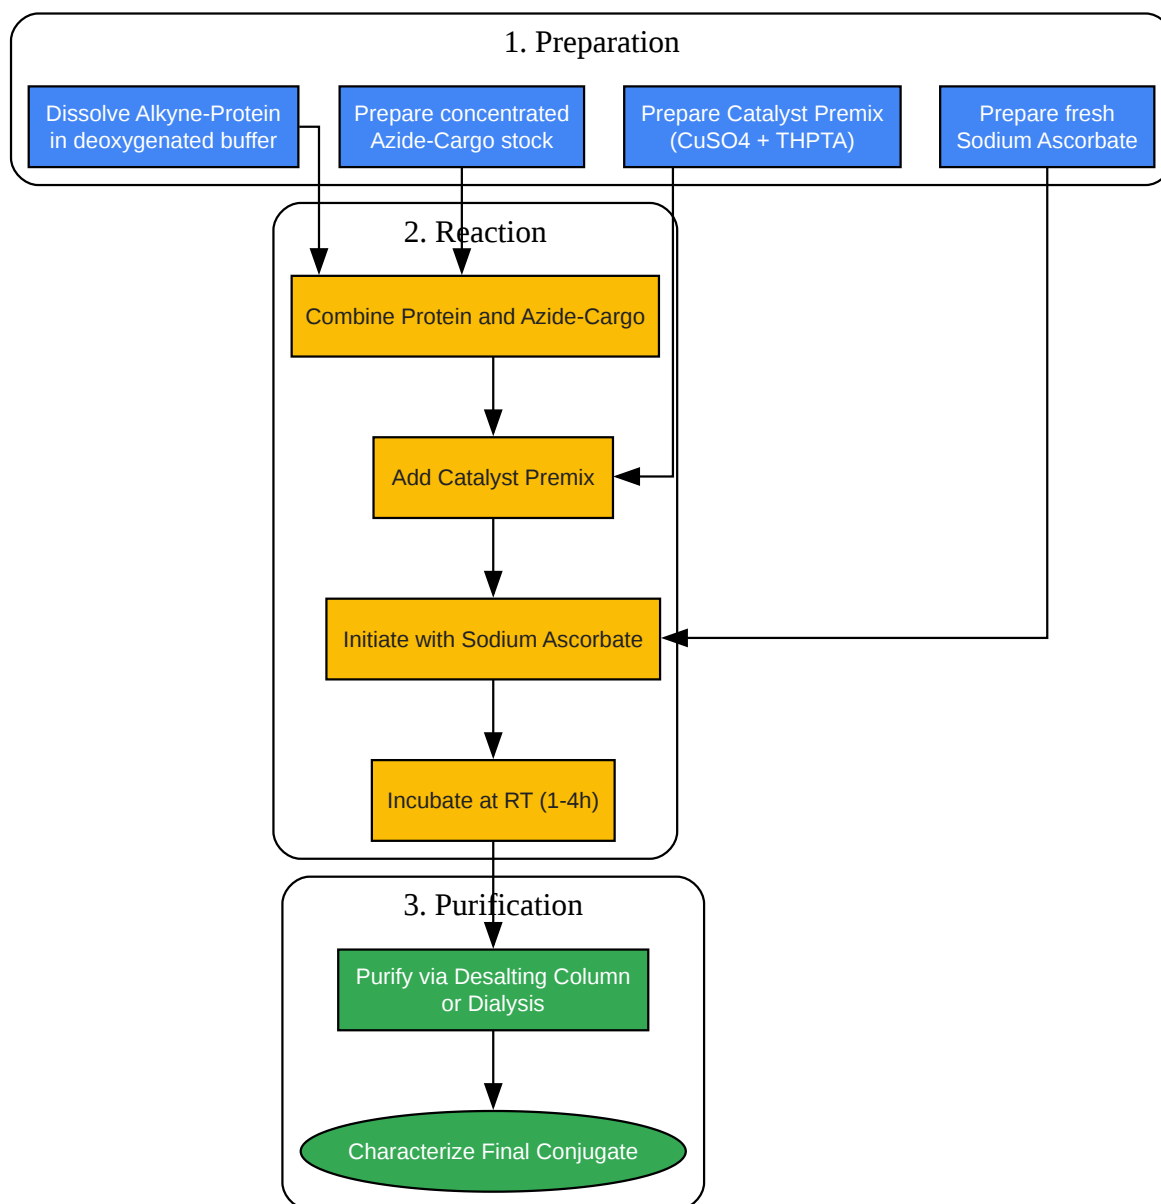 1. Preparation
Dissolve Alkyne-Protein
in deoxygenated buffer
Prepare concentrated
Azide-Cargo stock
Prepare Catalyst Premix
(CuSO4 + THPTA)
Prepare fresh
Sodium Ascorbate
2. Reaction
Combine Protein and Azide-Cargo
Add Catalyst Premix
Initiate with Sodium Ascorbate
Incubate at RT (1-4h)
3. Purification
Purify via Desalting Column
or Dialysis
Characterize Final Conjugate